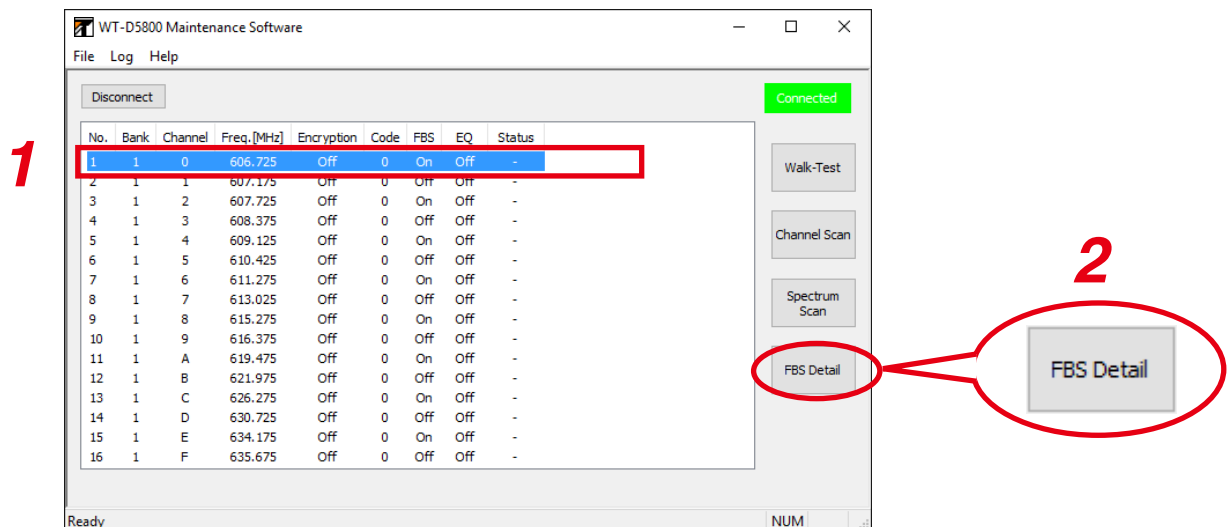 WT-D5800 Maintenance Software
File Log Help
Disconnect
Connected
No. Bank Channel Freq.[MHz] Encryption Code FBS EQ Status
1
1 1 0 606.725 Off 0 On Off -
2 1 1 607.175 Off 0 Off Off -
3 1 2 607.725 Off 0 On Off -
4 1 3 608.375 Off 0 Off Off -
5 1 4 609.125 Off 0 On Off -
6 1 5 610.425 Off 0 Off Off -
7 1 6 611.275 Off 0 On Off -
8 1 7 613.025 Off 0 Off Off -
9 1 8 615.275 Off 0 On Off -
10 1 9 616.375 Off 0 Off Off -
11 1 A 619.475 Off 0 On Off -
12 1 B 621.975 Off 0 Off Off -
13 1 C 626.275 Off 0 On Off -
14 1 D 630.725 Off 0 Off Off -
15 1 E 634.175 Off 0 On Off -
16 1 F 635.675 Off 0 Off Off -
Walk-Test
Channel Scan
Spectrum
Scan
FBS Detail
2
FBS Detail
Ready NUM